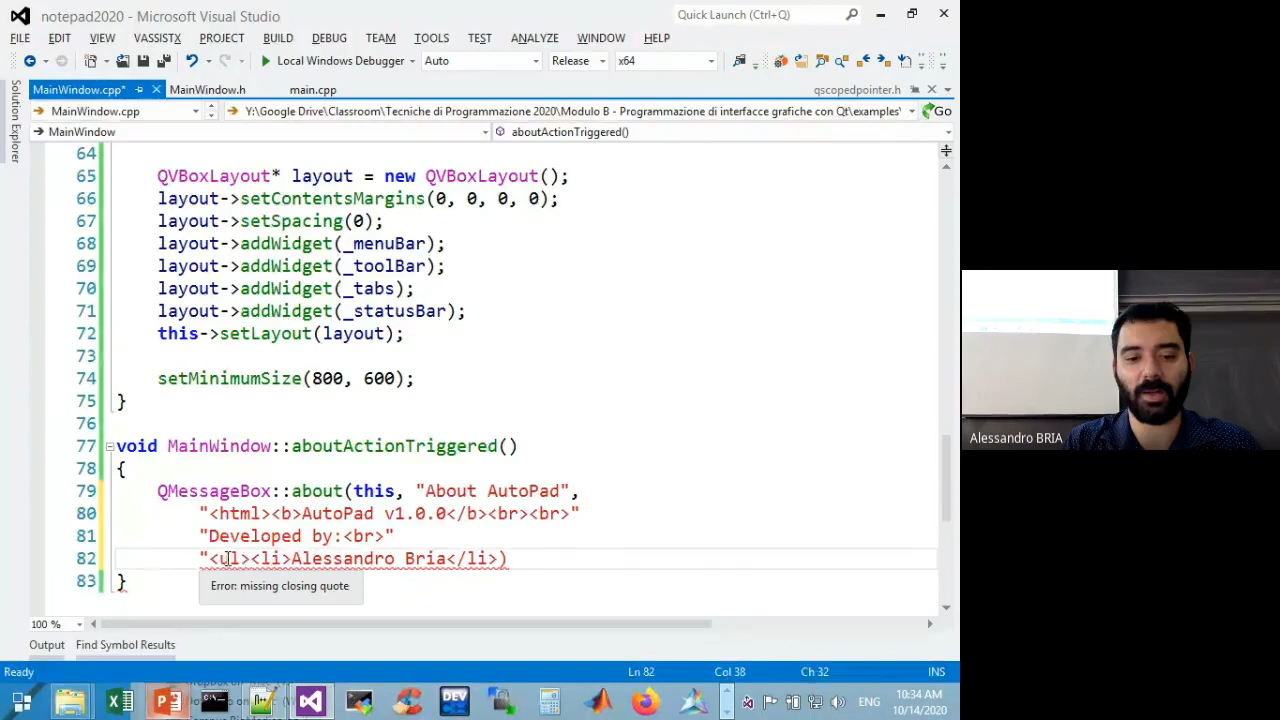 notepad2020* - Microsoft Visual Studio
Quick Launch (Ctrl+Q)
FILE EDIT VIEW VASSISTX PROJECT BUILD DEBUG TEAM TOOLS TEST ANALYZE WINDOW HELP
Local Windows Debugger Auto Release x64
MainWindow.cpp* MainWindow.h main.cpp qscopedpointer.h
MainWindow.cpp Y:\Google Drive\Classroom\Tecniche di Programmazione 2020\Modulo B - Programmazione di interfacce grafiche con Qt\examples' Go
MainWindow aboutActionTriggered()
Solution Explorer
64
65 QVBoxLayout* layout = new QVBoxLayout();
66 layout->setContentsMargins(0, 0, 0, 0);
67 layout->setSpacing(0);
68 layout->addWidget(_menuBar);
69 layout->addWidget(_toolBar);
70 layout->addWidget(_tabs);
71 layout->addWidget(_statusBar);
72 this->setLayout(layout);
73
74 setMinimumSize(800, 600);
75 }
76
77 void MainWindow::aboutActionTriggered()
78 {
79 QMessageBox::about(this, "About AutoPad",
80 "<html><b>AutoPad v1.0.0</b><br><br>"
81 "Developed by:<br>"
82 "<ul><li>Alessandro Bria</li>)
83 }
Error: missing closing quote
Alessandro BRIA
100 %
Output Find Symbol Results
Ready Ln 82 Col 38 Ch 32 INS
DEV
ENG
10:34 AM
10/14/2020